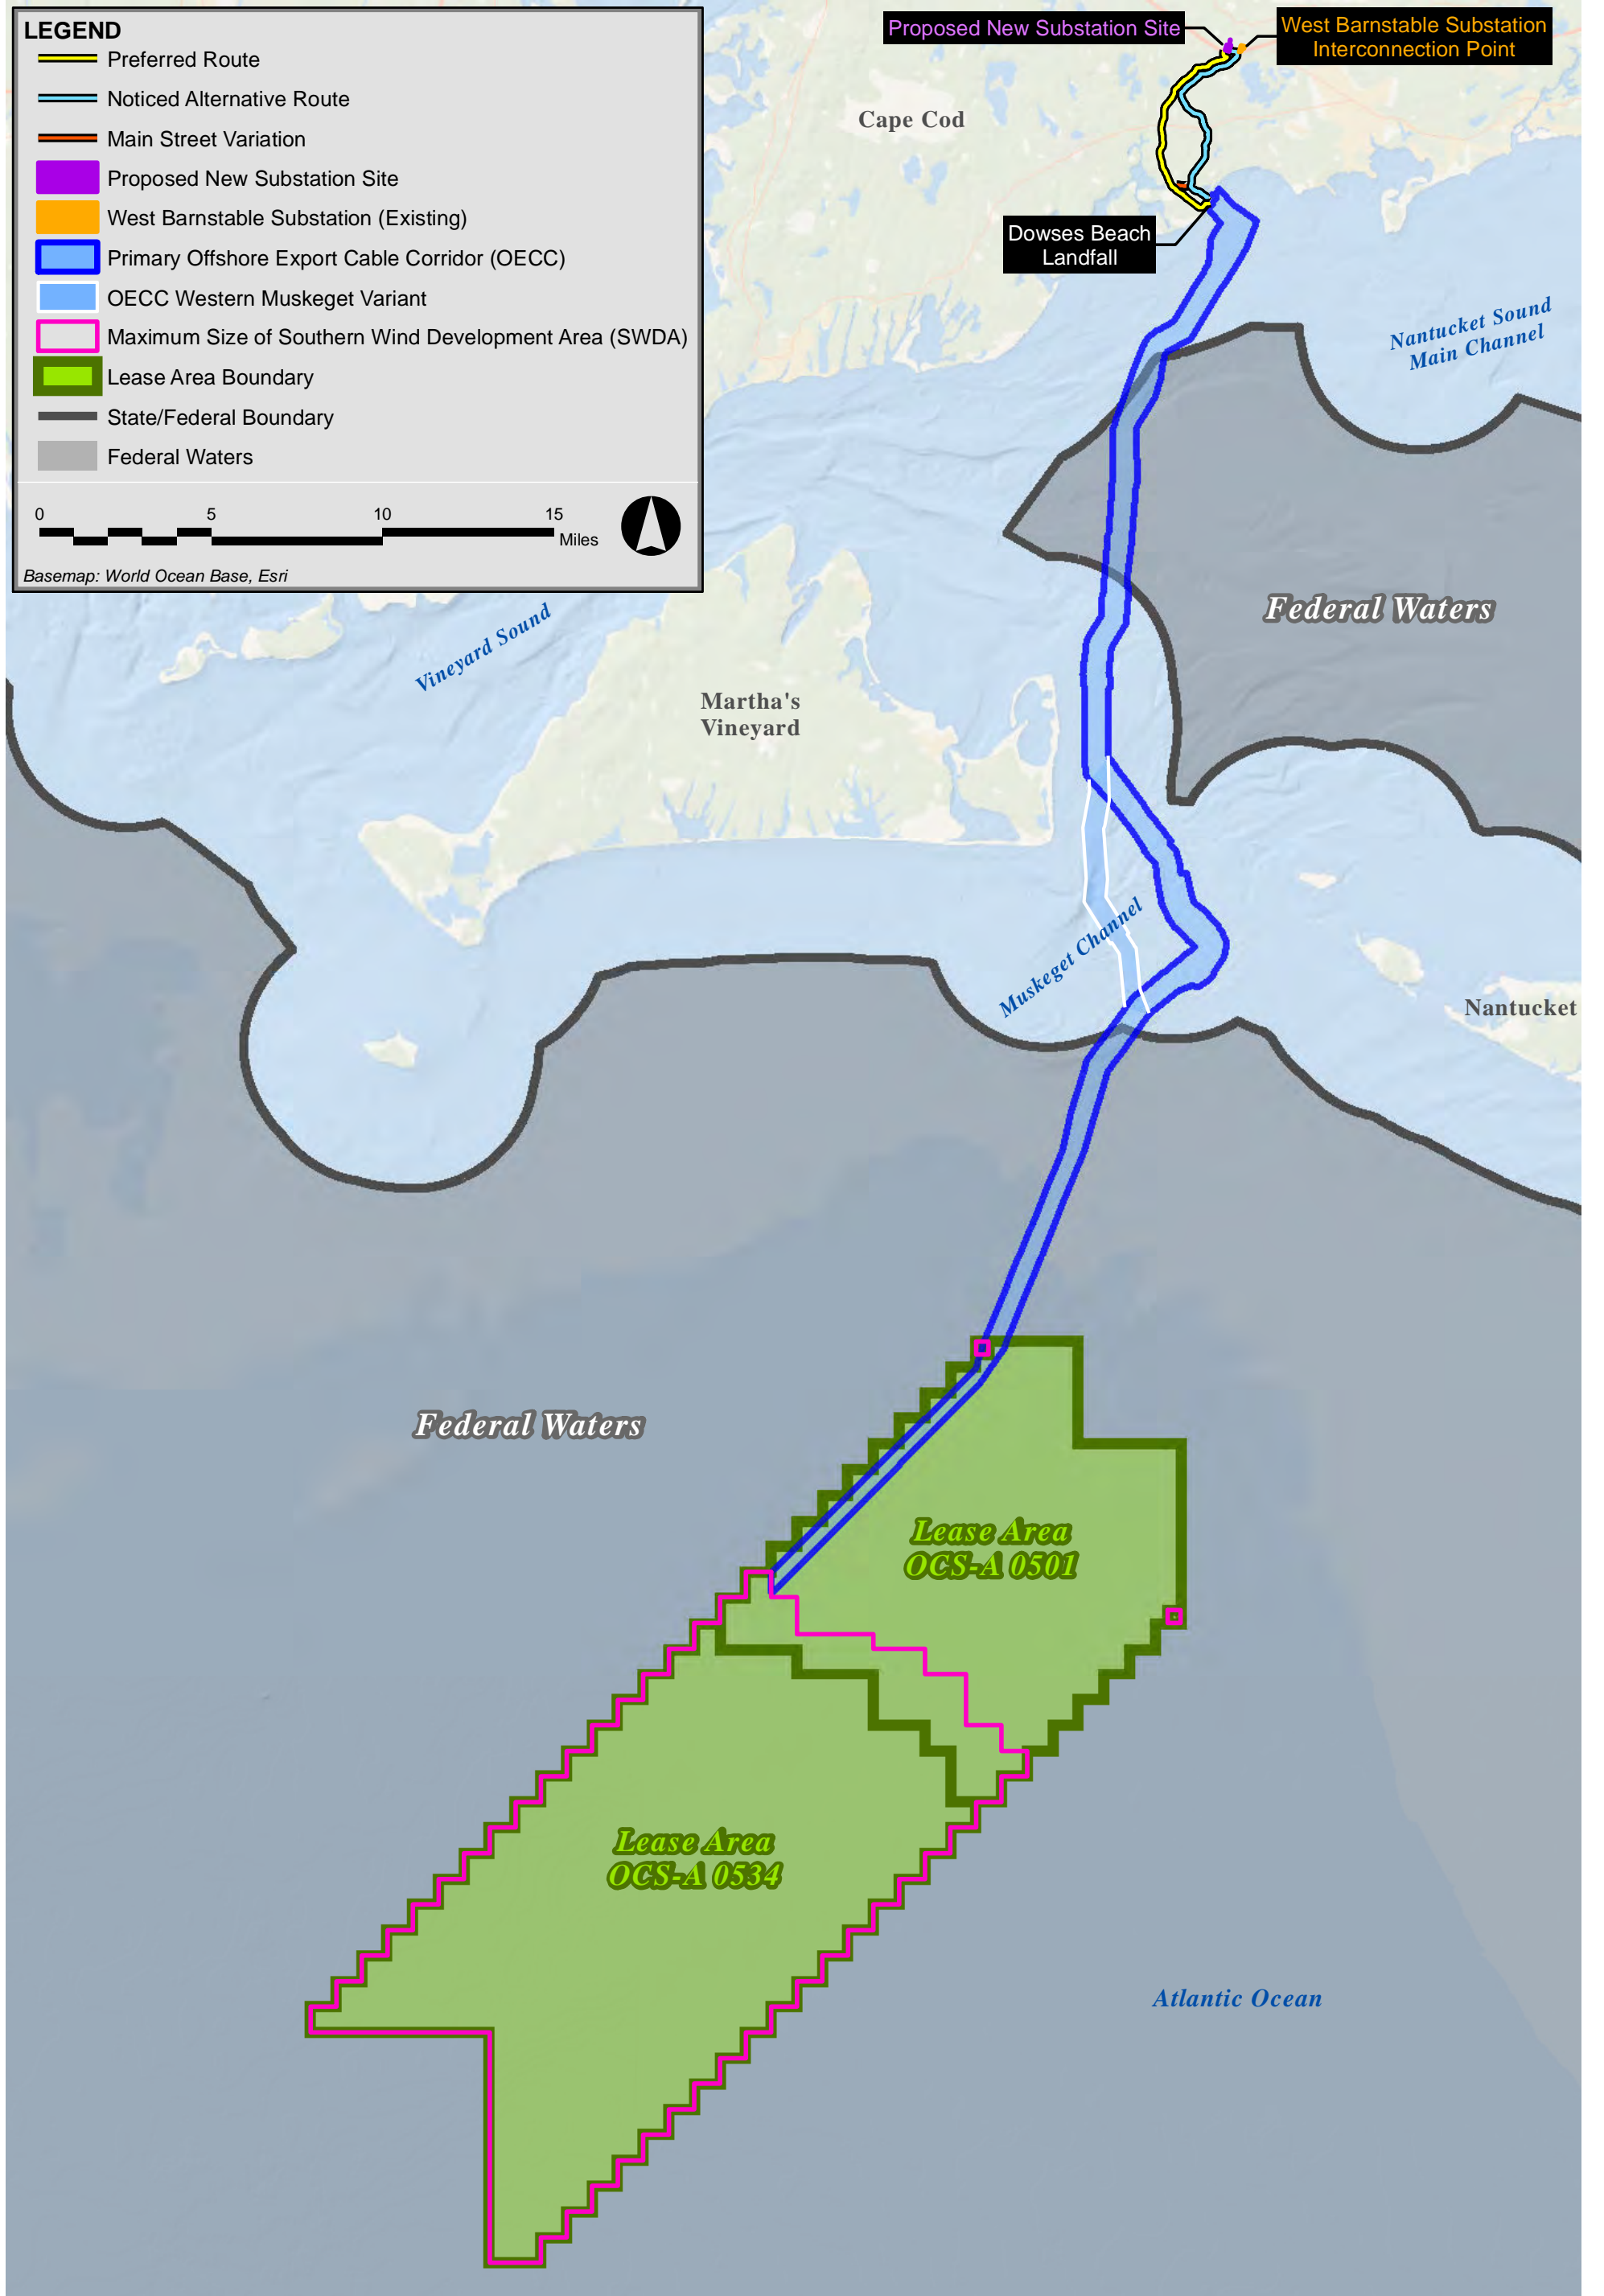 LEGEND
Preferred Route
Noticed Alternative Route
Main Street Variation
Proposed New Substation Site
West Barnstable Substation (Existing)
Primary Offshore Export Cable Corridor (OECC)
OECC Western Muskeget Variant
Maximum Size of Southern Wind Development Area (SWDA)
Lease Area Boundary
State/Federal Boundary
Federal Waters
0 5 10 15
Miles
Basemap: World Ocean Base, Esri
Proposed New Substation Site
West Barnstable Substation
Interconnection Point
Cape Cod
Dowses Beach
Landfall
Nantucket Sound
Main Channel
Federal Waters
Vineyard Sound
Martha's
Vineyard
Muskeget Channel
Nantucket
Federal Waters
Lease Area
OCS-A 0501
Lease Area
OCS-A 0534
Atlantic Ocean